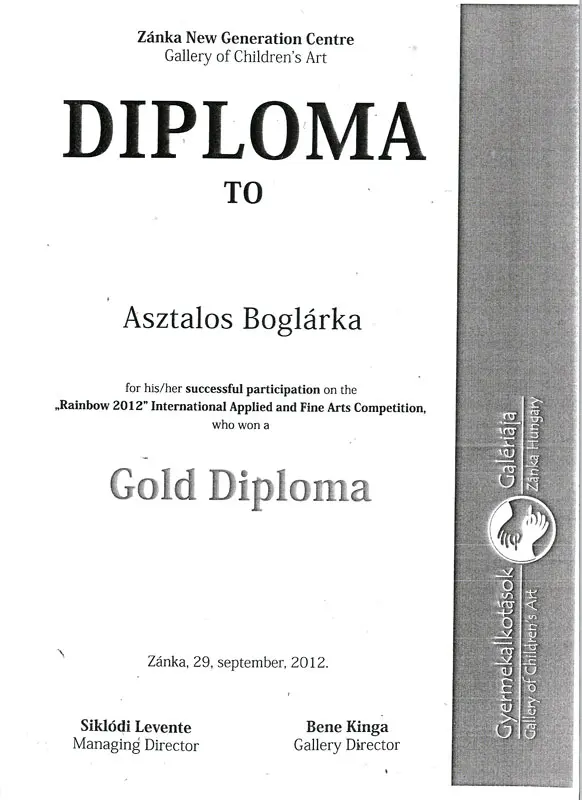 Zánka New Generation Centre
Gallery of Children's Art
DIPLOMA
TO
Asztalos Boglárka
for his/her successful participation on the
„Rainbow 2012” International Applied and Fine Arts Competition,
who won a
Gold Diploma
Zánka, 29, september, 2012.
Siklódi Levente
Managing Director
Bene Kinga
Gallery Director
Gyermekalkotások Galériája
Gallery of Children's Art Zánka Hungary